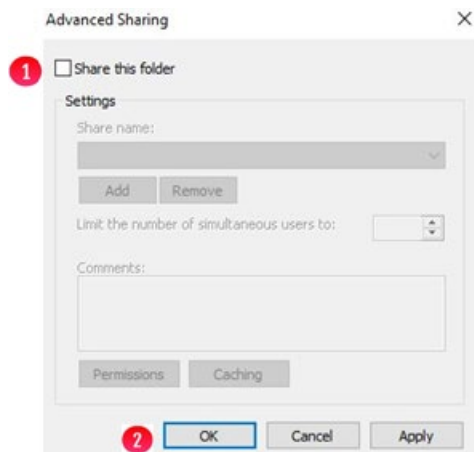 Advanced Sharing
1
Share this folder
Settings
Share name:
Add Remove
Limit the number of simultaneous users to:
Comments:
Permissions Caching
2
OK Cancel Apply